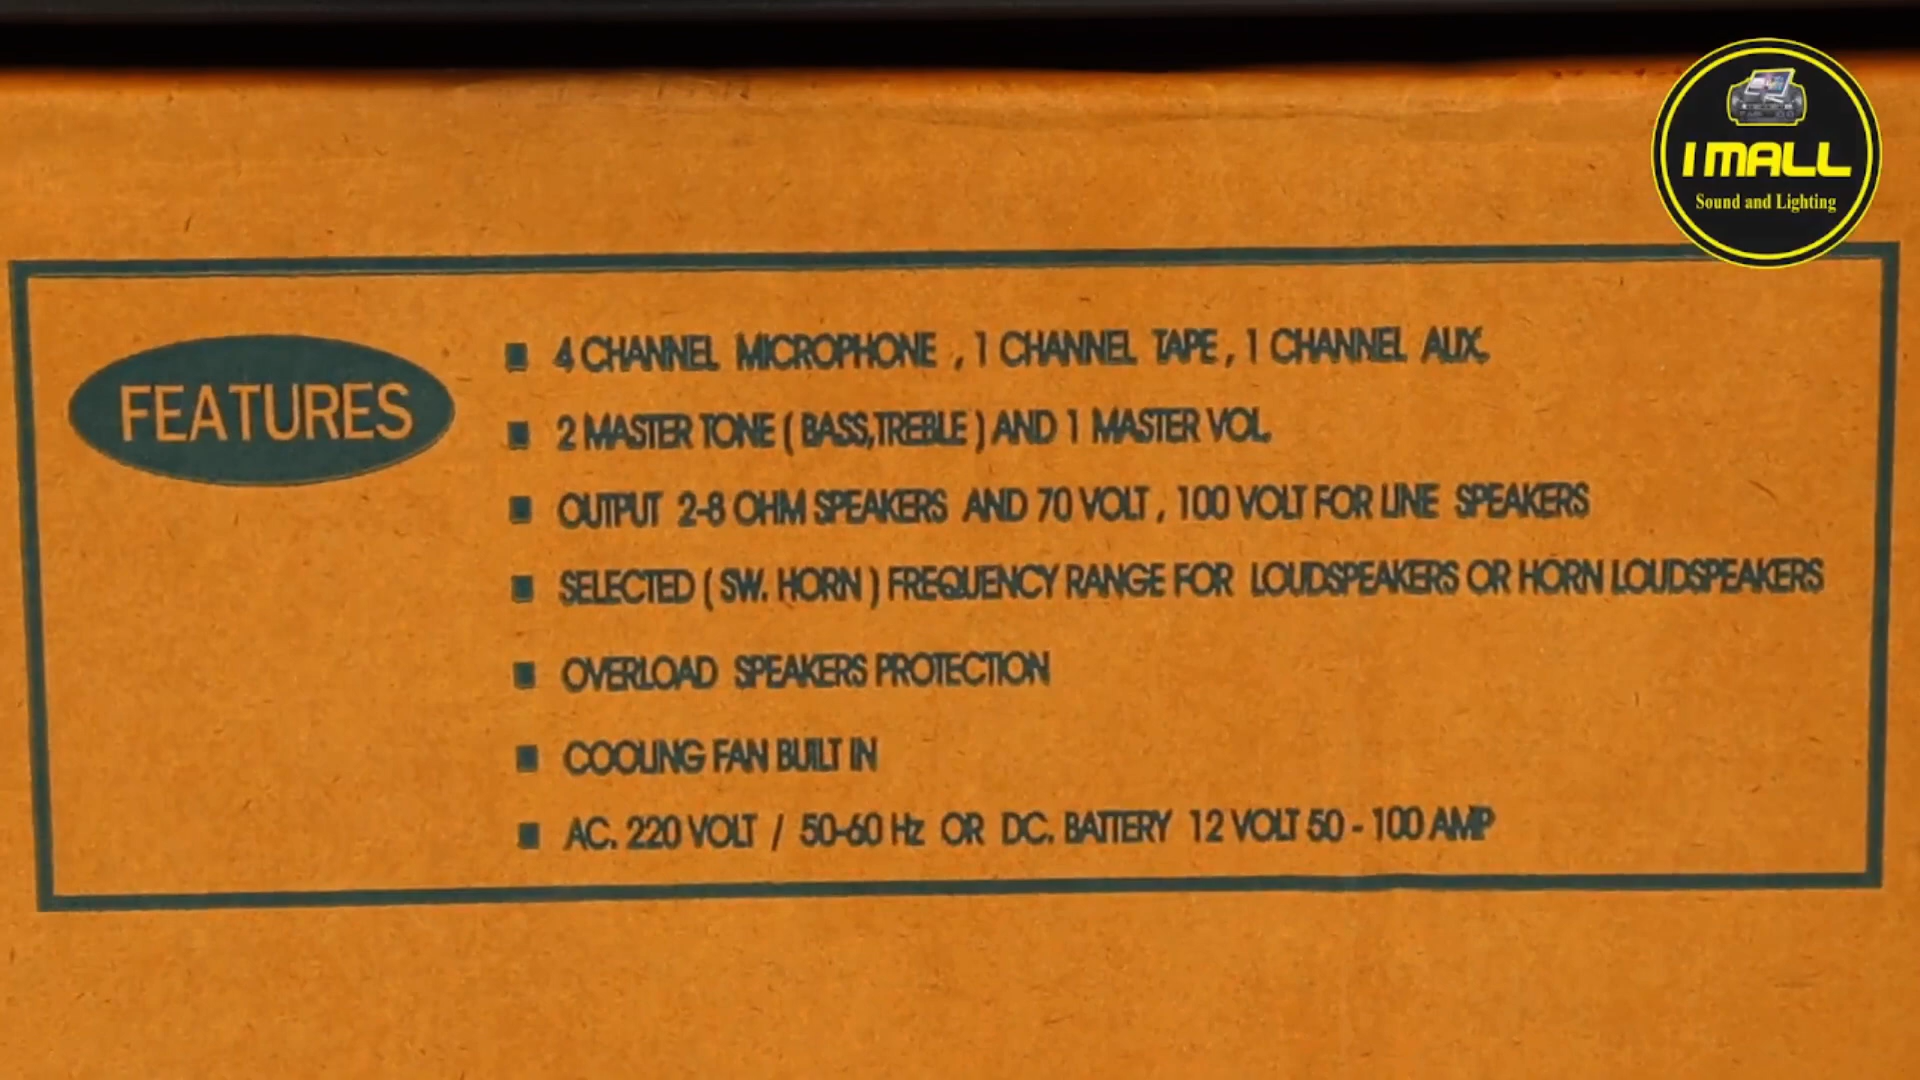 I MALL
Sound and Lighting
FEATURES
■ 4 CHANNEL MICROPHONE , 1 CHANNEL TAPE , 1 CHANNEL AUX.
■ 2 MASTER TONE ( BASS,TREBLE ) AND 1 MASTER VOL.
■ OUTPUT 2-8 OHM SPEAKERS AND 70 VOLT , 100 VOLT FOR LINE SPEAKERS
■ SELECTED ( SW. HORN ) FREQUENCY RANGE FOR LOUDSPEAKERS OR HORN LOUDSPEAKERS
■ OVERLOAD SPEAKERS PROTECTION
■ COOLING FAN BUILT IN
■ AC. 220 VOLT / 50-60 Hz OR DC. BATTERY 12 VOLT 50 - 100 AMP